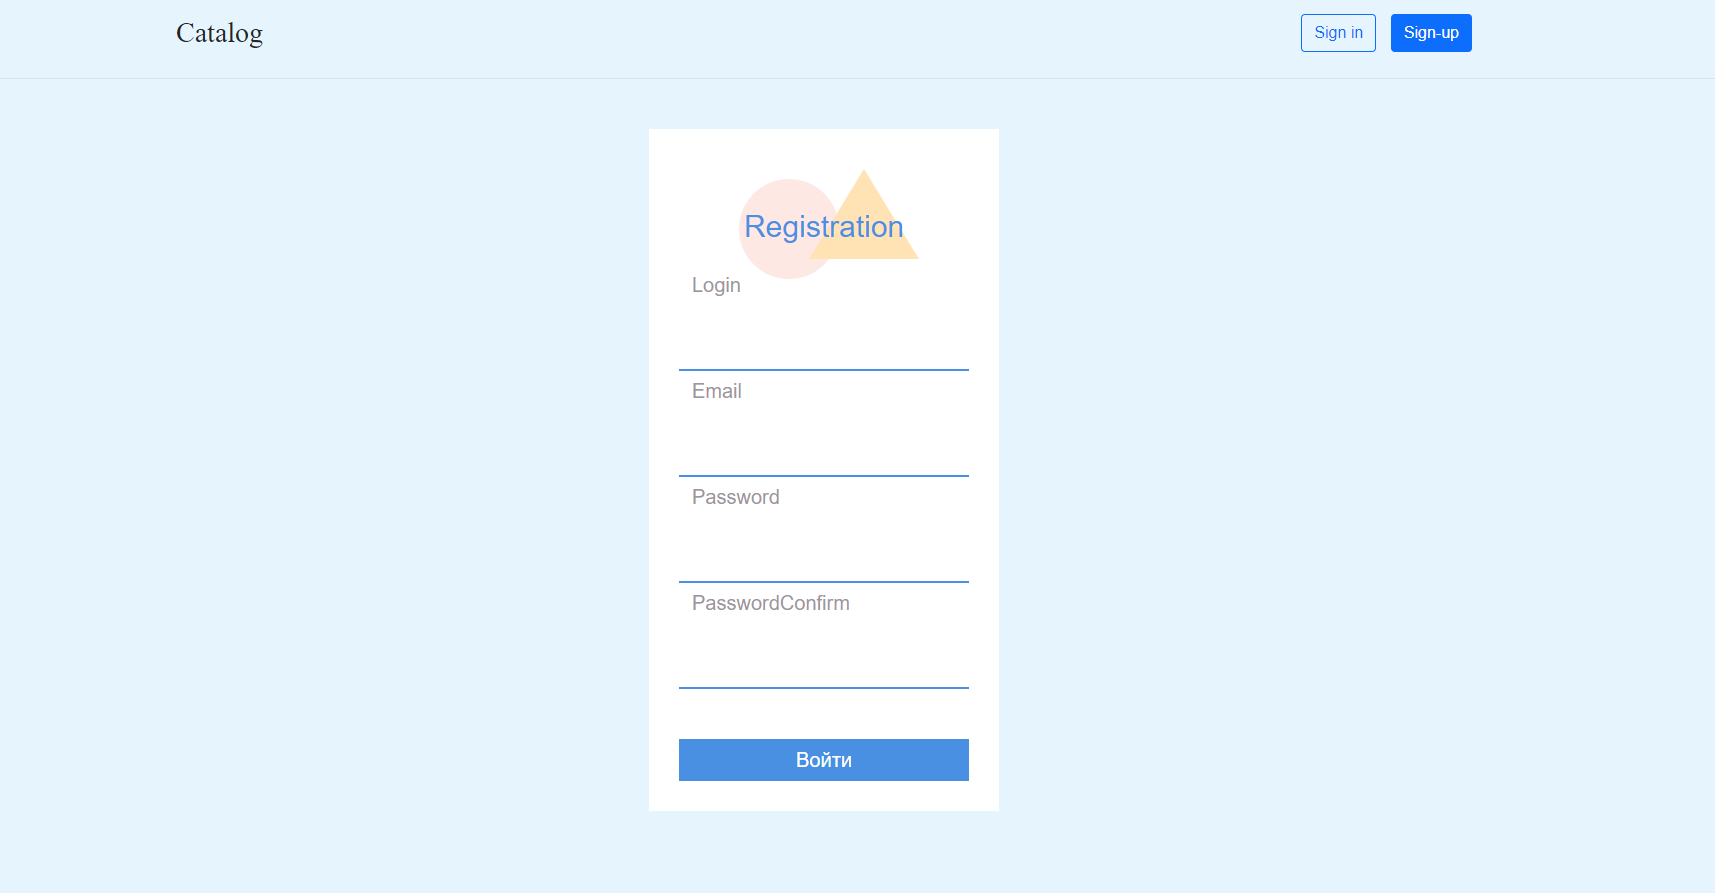 Catalog
Sign in
Sign-up
Registration
Login
Email
Password
PasswordConfirm
Войти